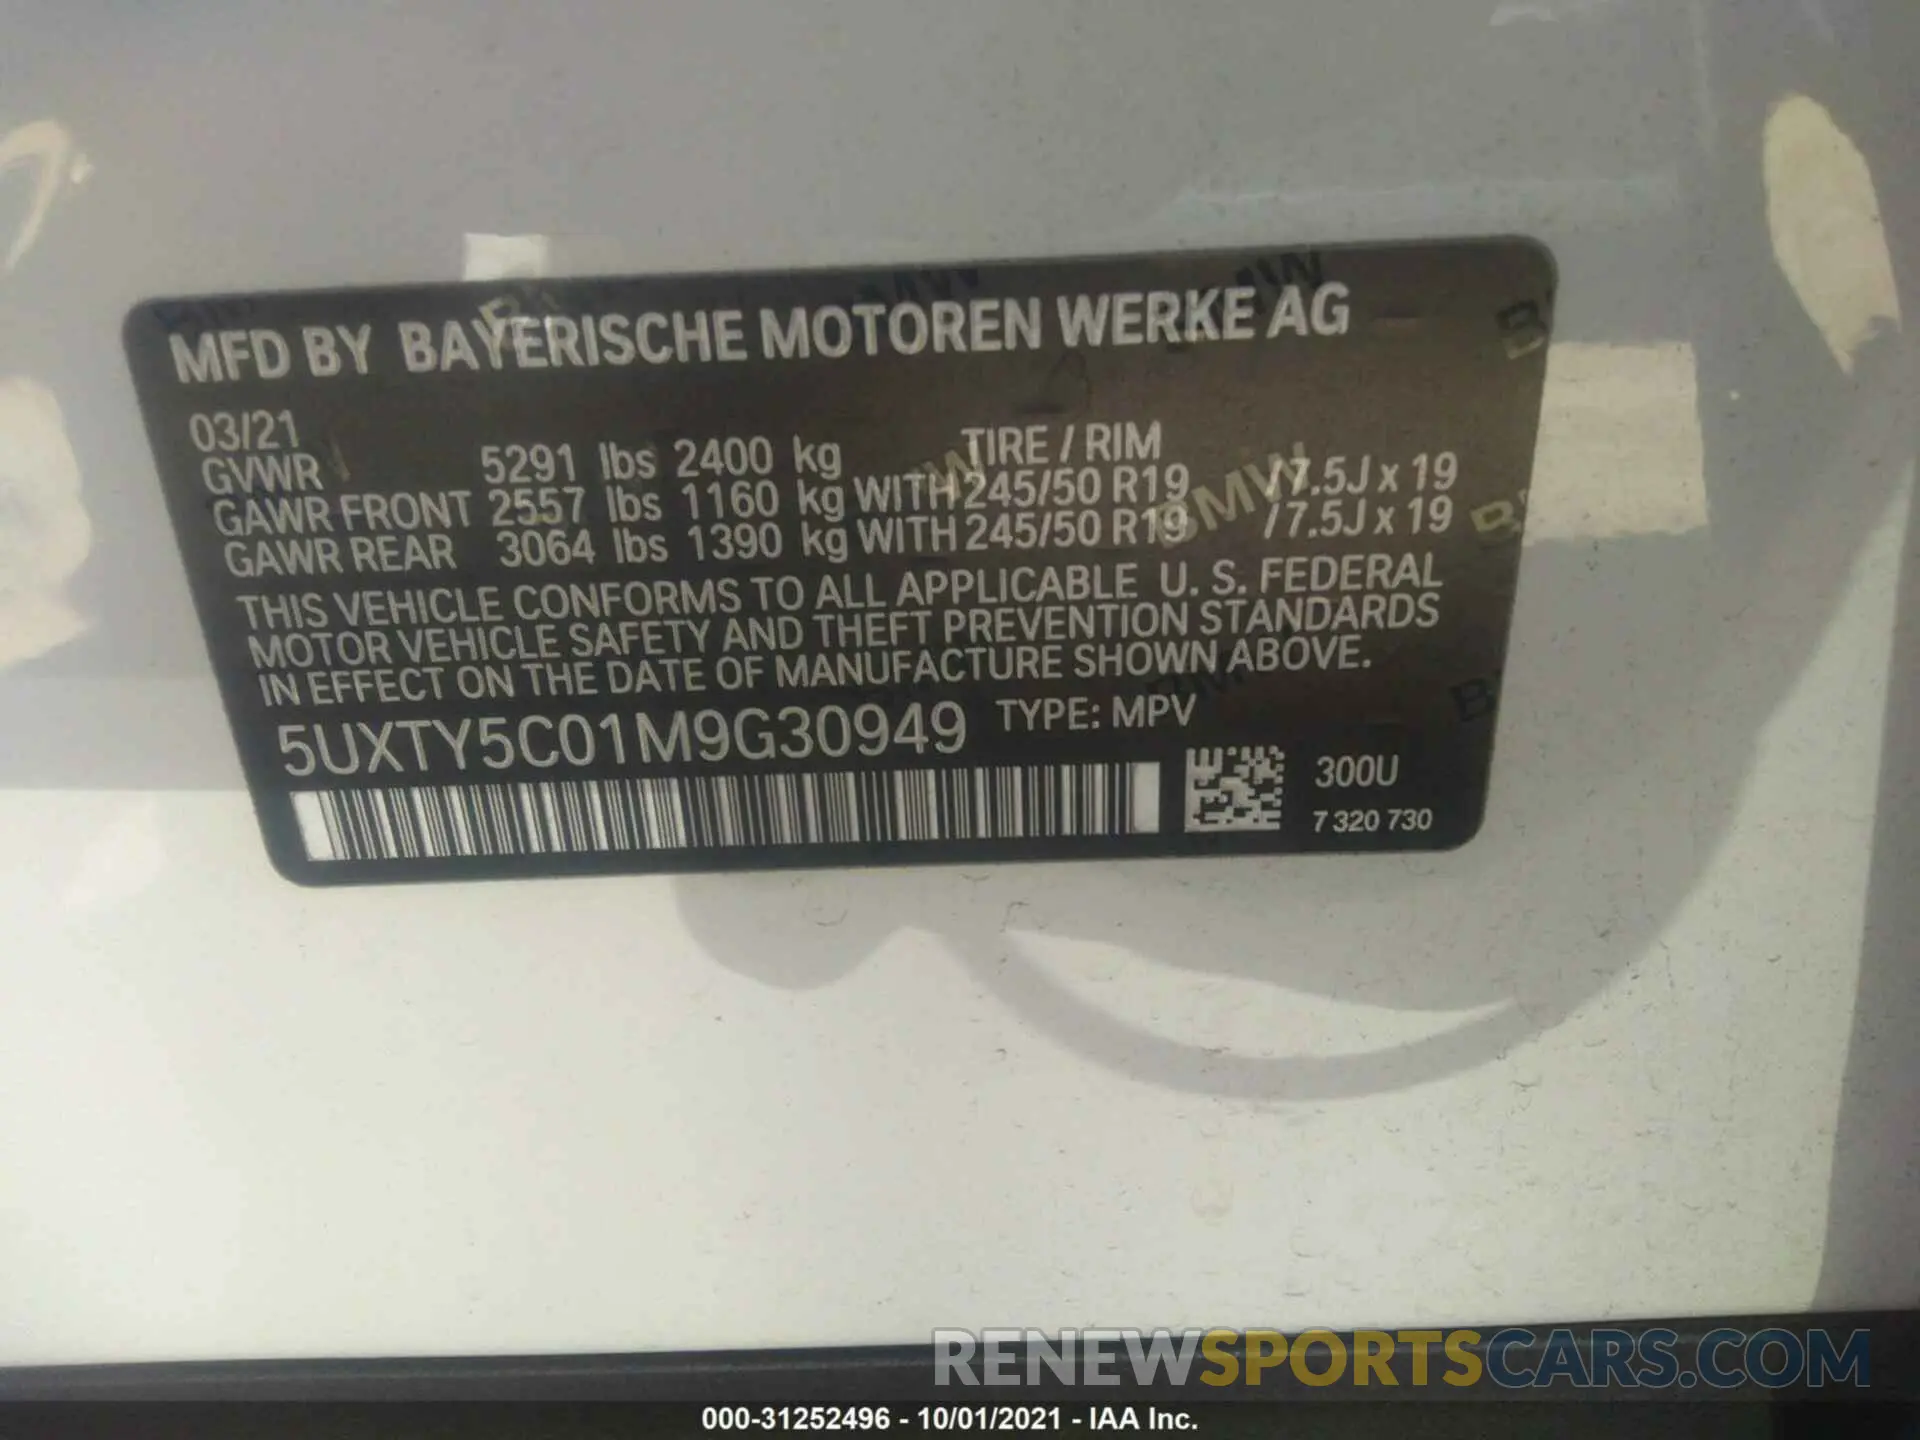 MFD BY BAYERISCHE MOTOREN WERKE AG
03/21
TIRE / RIM
GVWR 5291 lbs 2400 kg
GAWR FRONT 2557 lbs 1160 kg WITH 245/50 R19 /7.5J x 19
GAWR REAR 3064 lbs 1390 kg WITH 245/50 R19 /7.5J x 19
THIS VEHICLE CONFORMS TO ALL APPLICABLE U. S. FEDERAL
MOTOR VEHICLE SAFETY AND THEFT PREVENTION STANDARDS
IN EFFECT ON THE DATE OF MANUFACTURE SHOWN ABOVE.
5UXTY5C01M9G30949 TYPE: MPV
300U
7 320 730
RENEWSPORTSCARS.COM
000-31252496 - 10/01/2021 - IAA Inc.